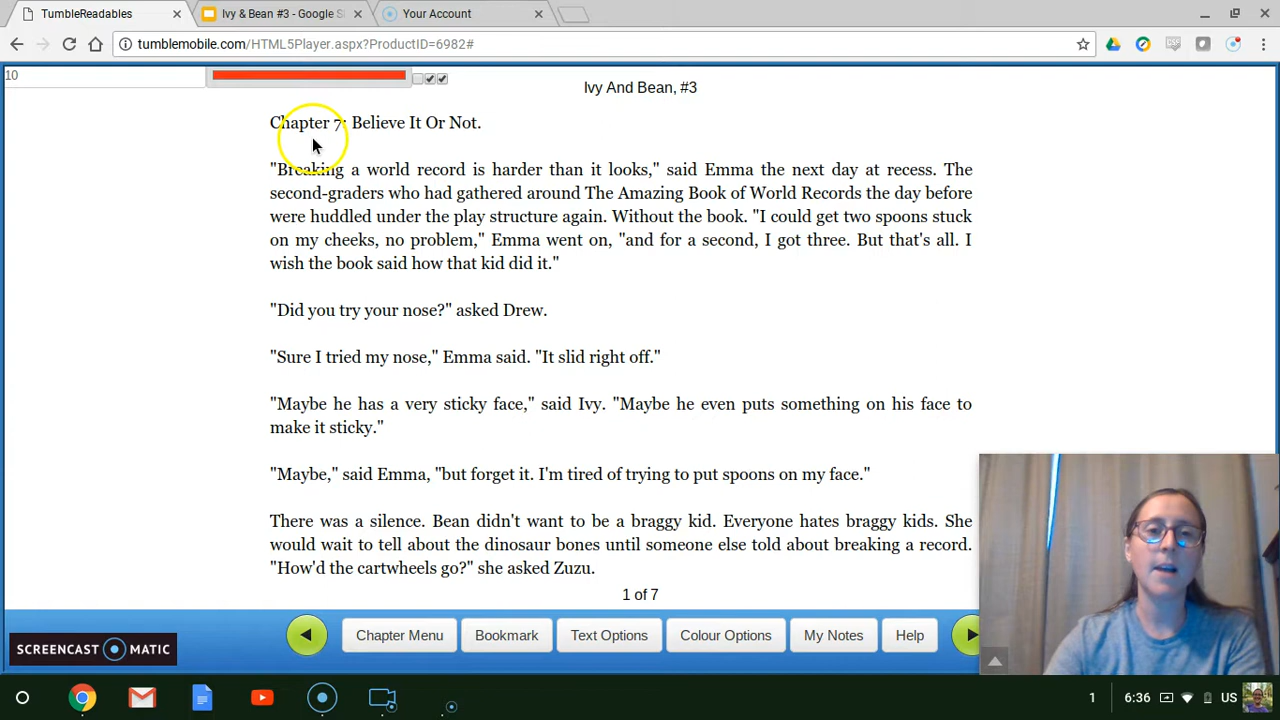 TumbleReadables
Ivy & Bean #3 - Google Sl
Your Account
tumblemobile.com/HTML5Player.aspx?ProductID=6982#
10
Ivy And Bean, #3
Chapter 7: Believe It Or Not.
"Breaking a world record is harder than it looks," said Emma the next day at recess. The
second-graders who had gathered around The Amazing Book of World Records the day before
were huddled under the play structure again. Without the book. "I could get two spoons stuck
on my cheeks, no problem," Emma went on, "and for a second, I got three. But that's all. I
wish the book said how that kid did it."
"Did you try your nose?" asked Drew.
"Sure I tried my nose," Emma said. "It slid right off."
"Maybe he has a very sticky face," said Ivy. "Maybe he even puts something on his face to
make it sticky."
"Maybe," said Emma, "but forget it. I'm tired of trying to put spoons on my face."
There was a silence. Bean didn't want to be a braggy kid. Everyone hates braggy kids. She
would wait to tell about the dinosaur bones until someone else told about breaking a record.
"How'd the cartwheels go?" she asked Zuzu.
1 of 7
Chapter Menu
Bookmark
Text Options
Colour Options
My Notes
Help
SCREENCAST MATIC
1
6:36
US